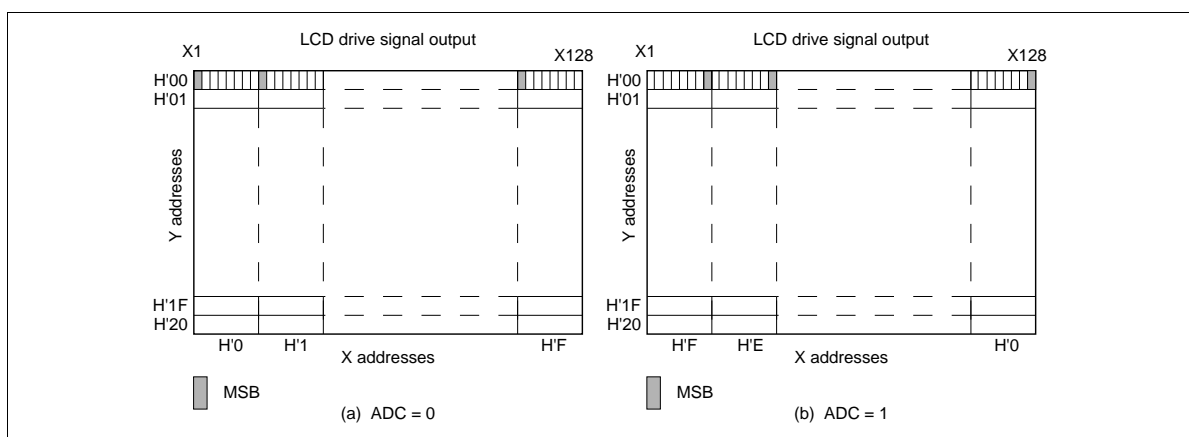 LCD drive signal output
X1
X128
H'00
H'01
Y addresses
H'1F
H'20
H'0
H'1
H'F
X addresses
MSB
(a) ADC = 0
LCD drive signal output
X1
X128
H'00
H'01
Y addresses
H'1F
H'20
H'F
H'E
H'0
X addresses
MSB
(b) ADC = 1